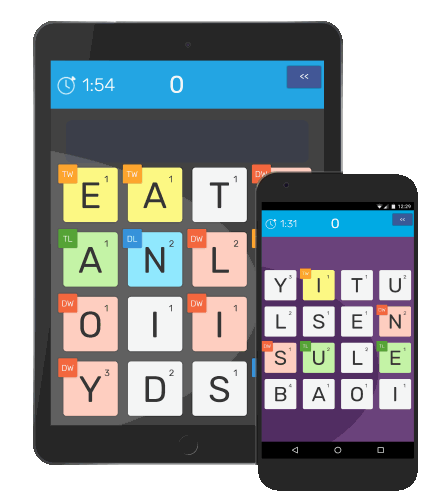 1:54 0 <<
TW E 1 TW A 1 T 1 DW
TL A 1 DL N 2 DW L 2
DW O 1 I 1 DW I 1
DW Y 3 D 2 S 1
12:29
1:31 0 <<
Y 3 TW I 1 T 1 U 2
L 2 S 1 E 1 DW N 2
DW S 1 TL U 2 L 2 TL E 1
B 4 A 1 O 1 I 1